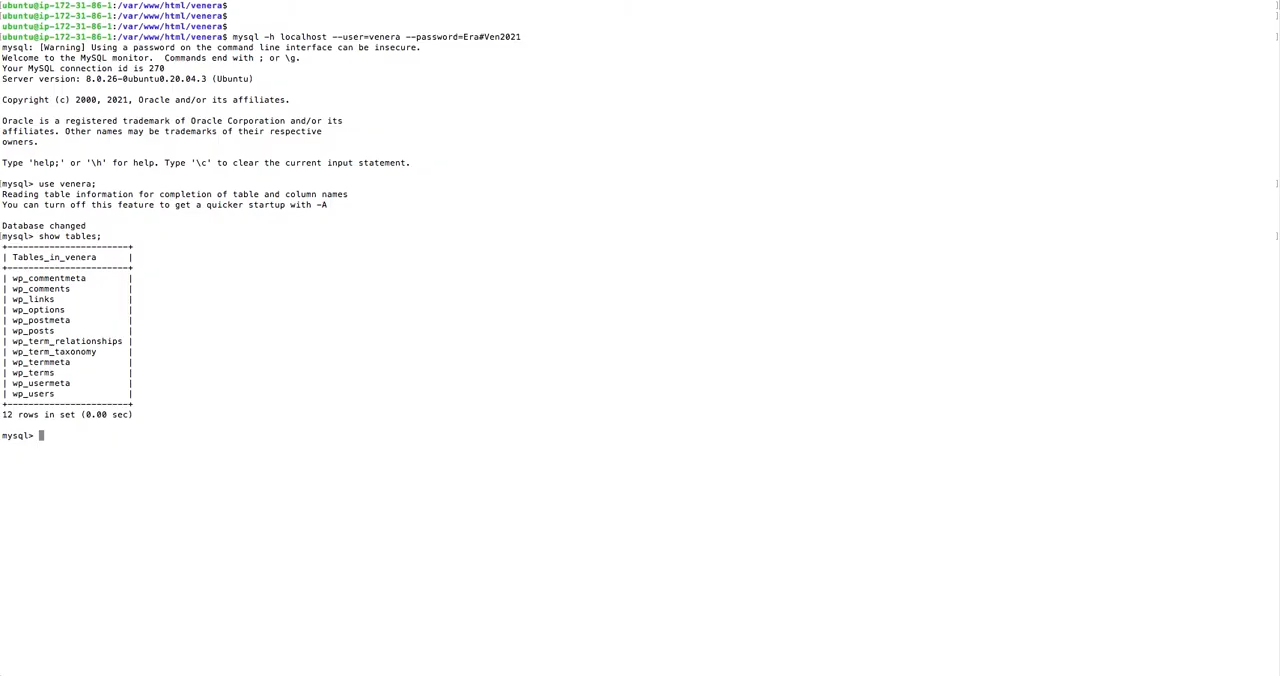 ubuntu@ip-172-31-86-1:/var/www/html/venera$
ubuntu@ip-172-31-86-1:/var/www/html/venera$
ubuntu@ip-172-31-86-1:/var/www/html/venera$
ubuntu@ip-172-31-86-1:/var/www/html/venera$ mysql -h localhost --user=venera --password=Era#Ven2021
mysql: [Warning] Using a password on the command line interface can be insecure.
Welcome to the MySQL monitor.  Commands end with ; or \g.
Your MySQL connection id is 270
Server version: 8.0.26-0ubuntu0.20.04.3 (Ubuntu)
Copyright (c) 2000, 2021, Oracle and/or its affiliates.
Oracle is a registered trademark of Oracle Corporation and/or its
affiliates. Other names may be trademarks of their respective
owners.
Type 'help;' or '\h' for help. Type '\c' to clear the current input statement.
mysql> use venera;
Reading table information for completion of table and column names
You can turn off this feature to get a quicker startup with -A
Database changed
mysql> show tables;
+-----------------------+
| Tables_in_venera      |
+-----------------------+
| wp_commentmeta        |
| wp_comments           |
| wp_links              |
| wp_options            |
| wp_postmeta           |
| wp_posts              |
| wp_term_relationships |
| wp_term_taxonomy      |
| wp_termmeta           |
| wp_terms              |
| wp_usermeta           |
| wp_users              |
+-----------------------+
12 rows in set (0.00 sec)
mysql>